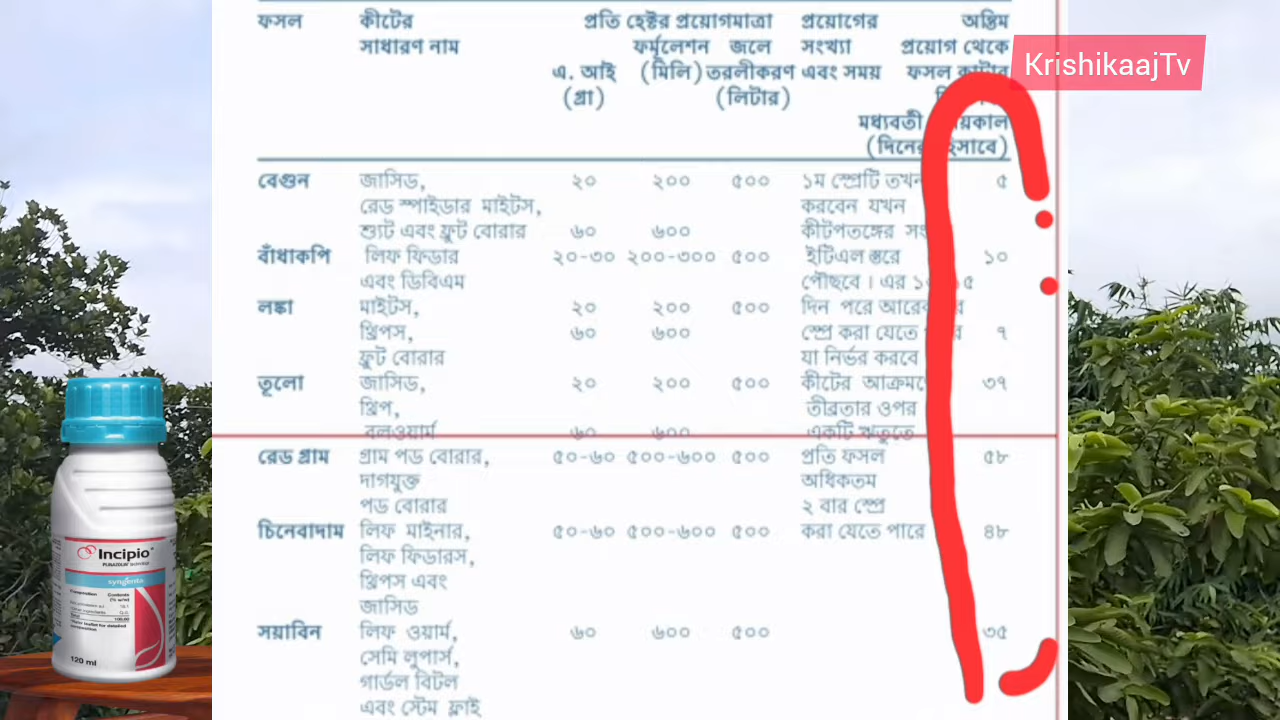 ফসল কীটের প্রতি হেক্টর প্রয়োগমাত্রা প্রয়োগের অন্তিম
সাধারণ নাম ফর্মুলেশন জলে সংখ্যা প্রয়োগ থেকে
এ. আই (মিলি) তরলীকরণ এবং সময় ফসল কাটার
(গ্রা) (লিটার)
মধ্যবর্তী
(দিনের হিসাবে)
বেগুন জাসিড, ২০ ২০০ ৫০০ ১ম স্প্রেটি তখন ৫
রেড স্পাইডার মাইটস, করবেন যখন
শ্যুট এবং ফ্রুট বোরার ৬০ ৬০০ কীটপতঙ্গের
বাঁধাকপি লিফ ফিডার ২০-৩০ ২০০-৩০০ ৫০০ ইটিএল স্তরে ১০
এবং ডিবিএম পৌছবে । এর
লঙ্কা মাইটস, ২০ ২০০ ৫০০ দিন পরে
থ্রিপস, ৬০ ৬০০ স্প্রে করা যেতে ৭
ফ্রুট বোরার যা নির্ভর করবে
তূলো জাসিড, ২০ ২০০ ৫০০ কীটের ৩৭
থ্রিপ, তীব্রতার ওপর
বলওয়ার্ম ৬০ ৬০০ একটি ঋতুতে
রেড গ্রাম গ্রাম পড বোরার, ৫০-৬০ ৫০০-৬০০ ৫০০ প্রতি ফসল ৫৮
দাগযুক্ত অধিকতম
পড বোরার ২ বার স্প্রে
চিনেবাদাম লিফ মাইনার, ৫০-৬০ ৫০০-৬০০ ৫০০ করা যেতে পারে ৪৮
লিফ ফিডারস,
থ্রিপস এবং
জাসিড
সয়াবিন লিফ ওয়ার্ম, ৬০ ৬০০ ৫০০ ৩৫
সেমি লুপার্স,
গার্ডল বিটল
এবং স্টেম ফ্লাই
KrishikaajTv
Incipio
syngenta
120 ml